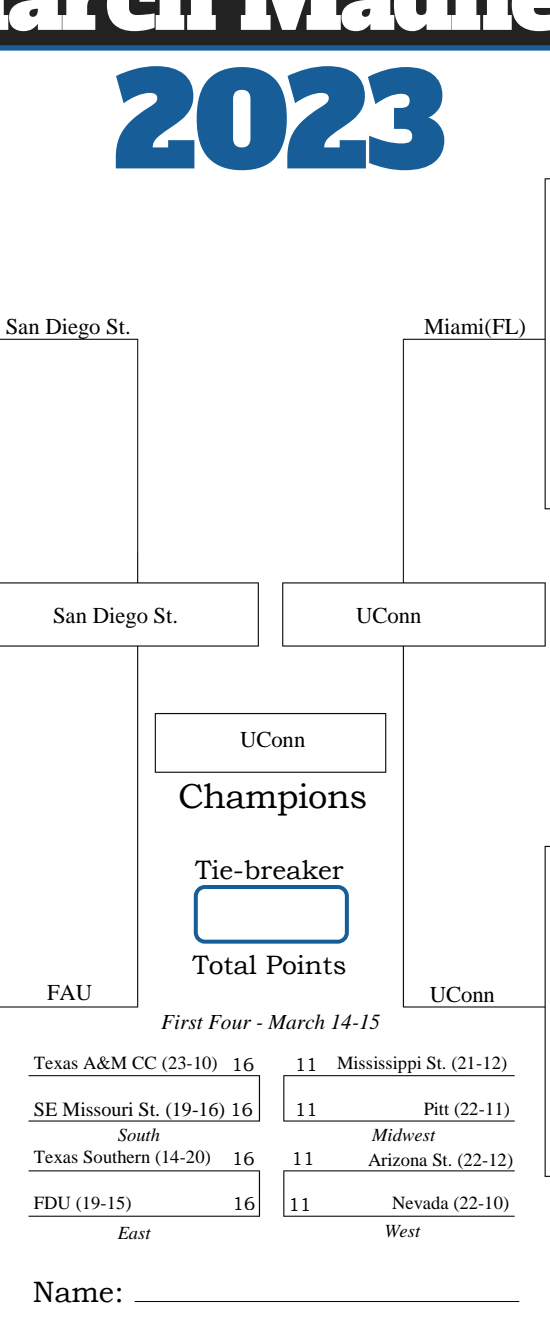 2023
San Diego St.
Miami(FL)
San Diego St.
UConn
UConn
Champions
Tie-breaker
Total Points
FAU
UConn
First Four - March 14-15
Texas A&M CC (23-10) 16
11 Mississippi St. (21-12)
SE Missouri St. (19-16) 16
11 Pitt (22-11)
South
Midwest
Texas Southern (14-20) 16
11 Arizona St. (22-12)
FDU (19-15) 16
11 Nevada (22-10)
East
West
Name: